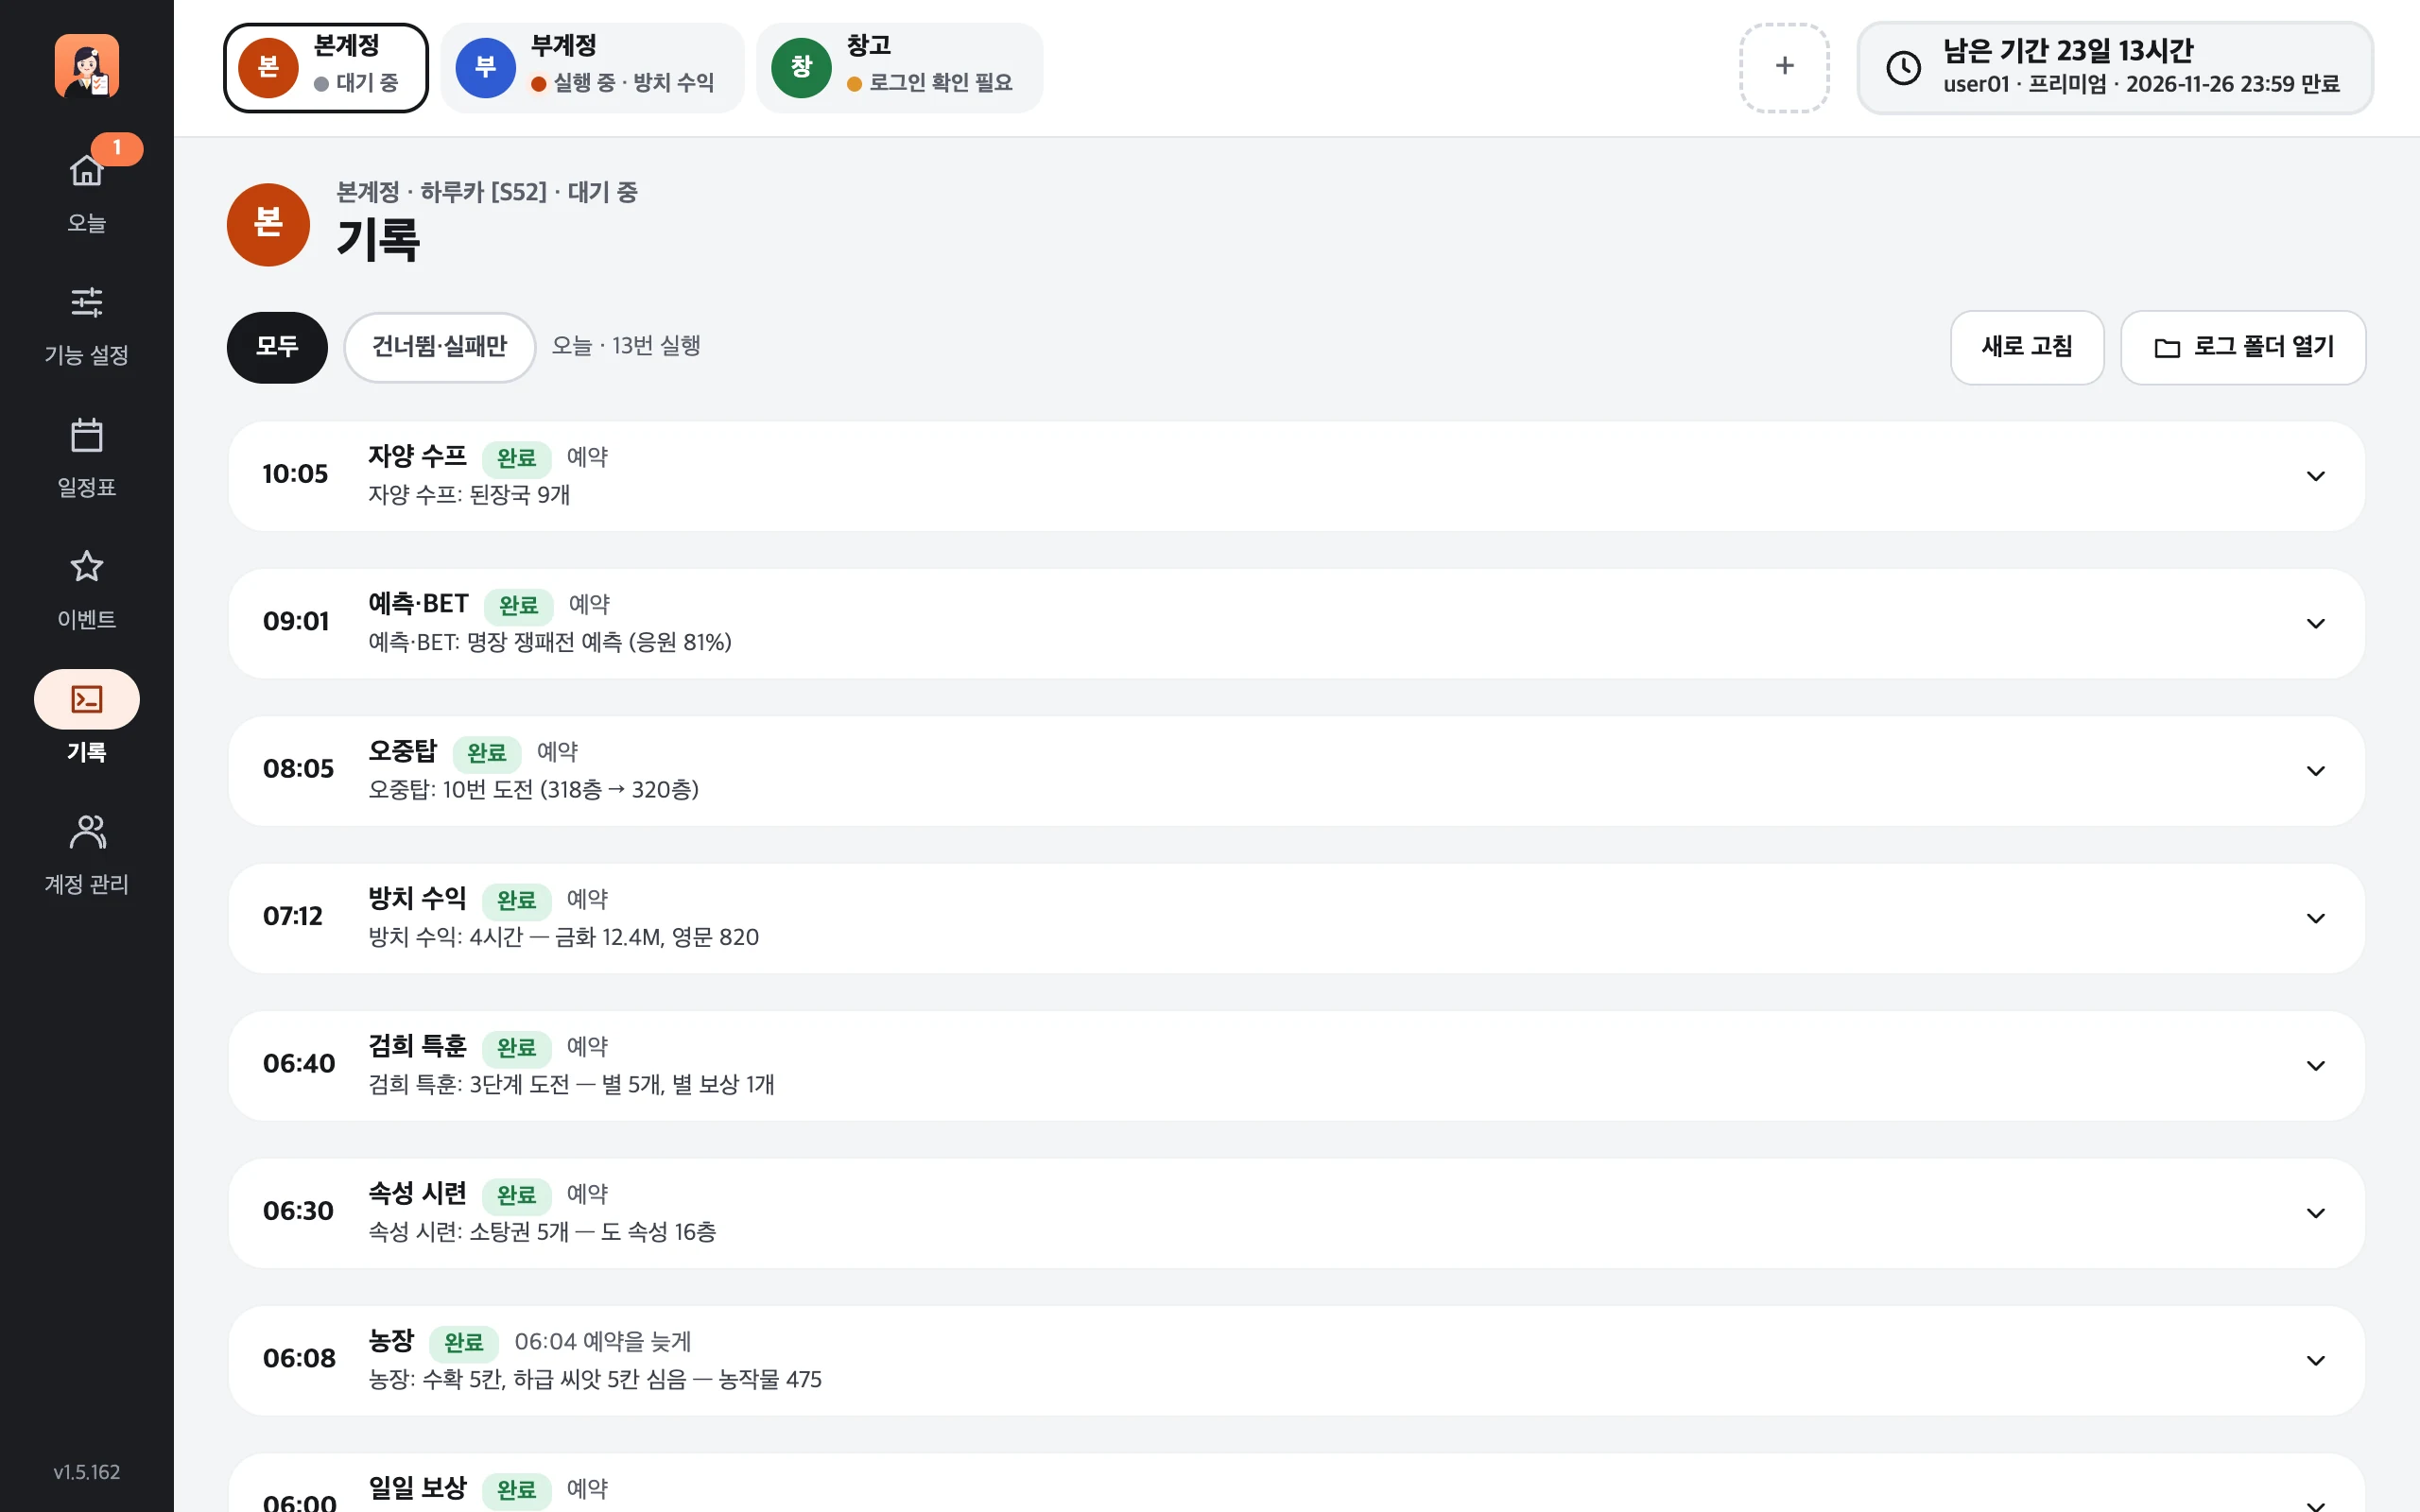 본
본계정
대기 중
부
부계정
실행 중 · 방치 수익
창
창고
로그인 확인 필요
+
남은 기간 23일 13시간
user01 · 프리미엄 · 2026-11-26 23:59 만료
1
오늘
기능 설정
일정표
이벤트
기록
계정 관리
v1.5.162
본
본계정 · 하루카 [S52] · 대기 중
기록
모두
건너뜀·실패만
오늘 · 13번 실행
새로 고침
로그 폴더 열기
10:05
자양 수프 완료 예약
자양 수프: 된장국 9개
09:01
예측·BET 완료 예약
예측·BET: 명장 쟁패전 예측 (응원 81%)
08:05
오중탑 완료 예약
오중탑: 10번 도전 (318층 → 320층)
07:12
방치 수익 완료 예약
방치 수익: 4시간 — 금화 12.4M, 영문 820
06:40
검희 특훈 완료 예약
검희 특훈: 3단계 도전 — 별 5개, 별 보상 1개
06:30
속성 시련 완료 예약
속성 시련: 소탕권 5개 — 도 속성 16층
06:08
농장 완료 06:04 예약을 늦게
농장: 수확 5칸, 하급 씨앗 5칸 심음 — 농작물 475
06:00
일일 보상 완료 예약